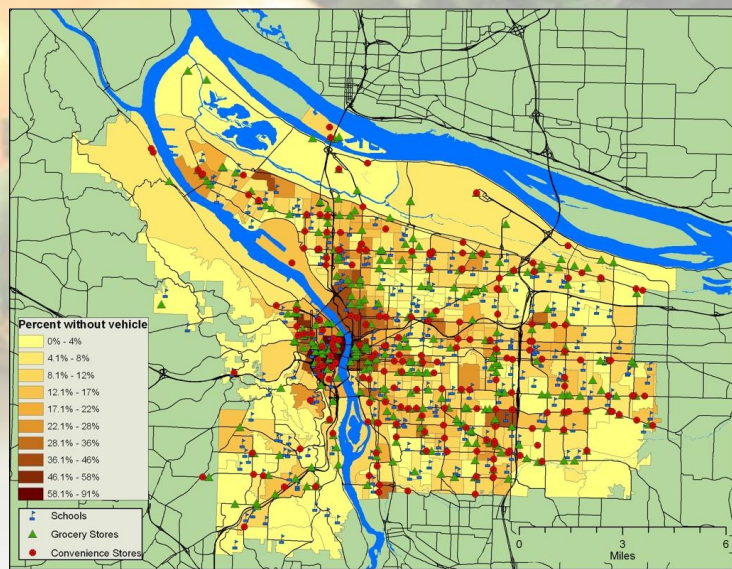 Percent without vehicle
0% - 4%
4.1% - 8%
8.1% - 12%
12.1% - 17%
17.1% - 22%
22.1% - 28%
28.1% - 36%
36.1% - 46%
46.1% - 58%
58.1% - 91%
Schools
Grocery Stores
Convenience Stores
0 3 6
Miles